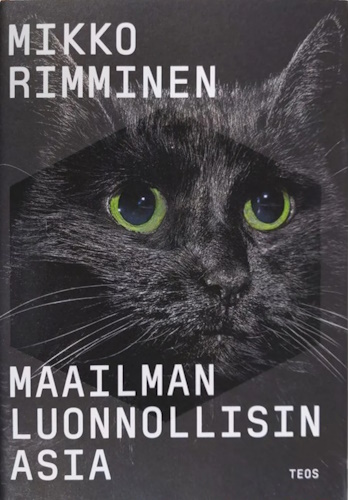 MIKKO
RIMMINEN
MAAILMAN
LUONNOLLISIN
ASIA
TEOS